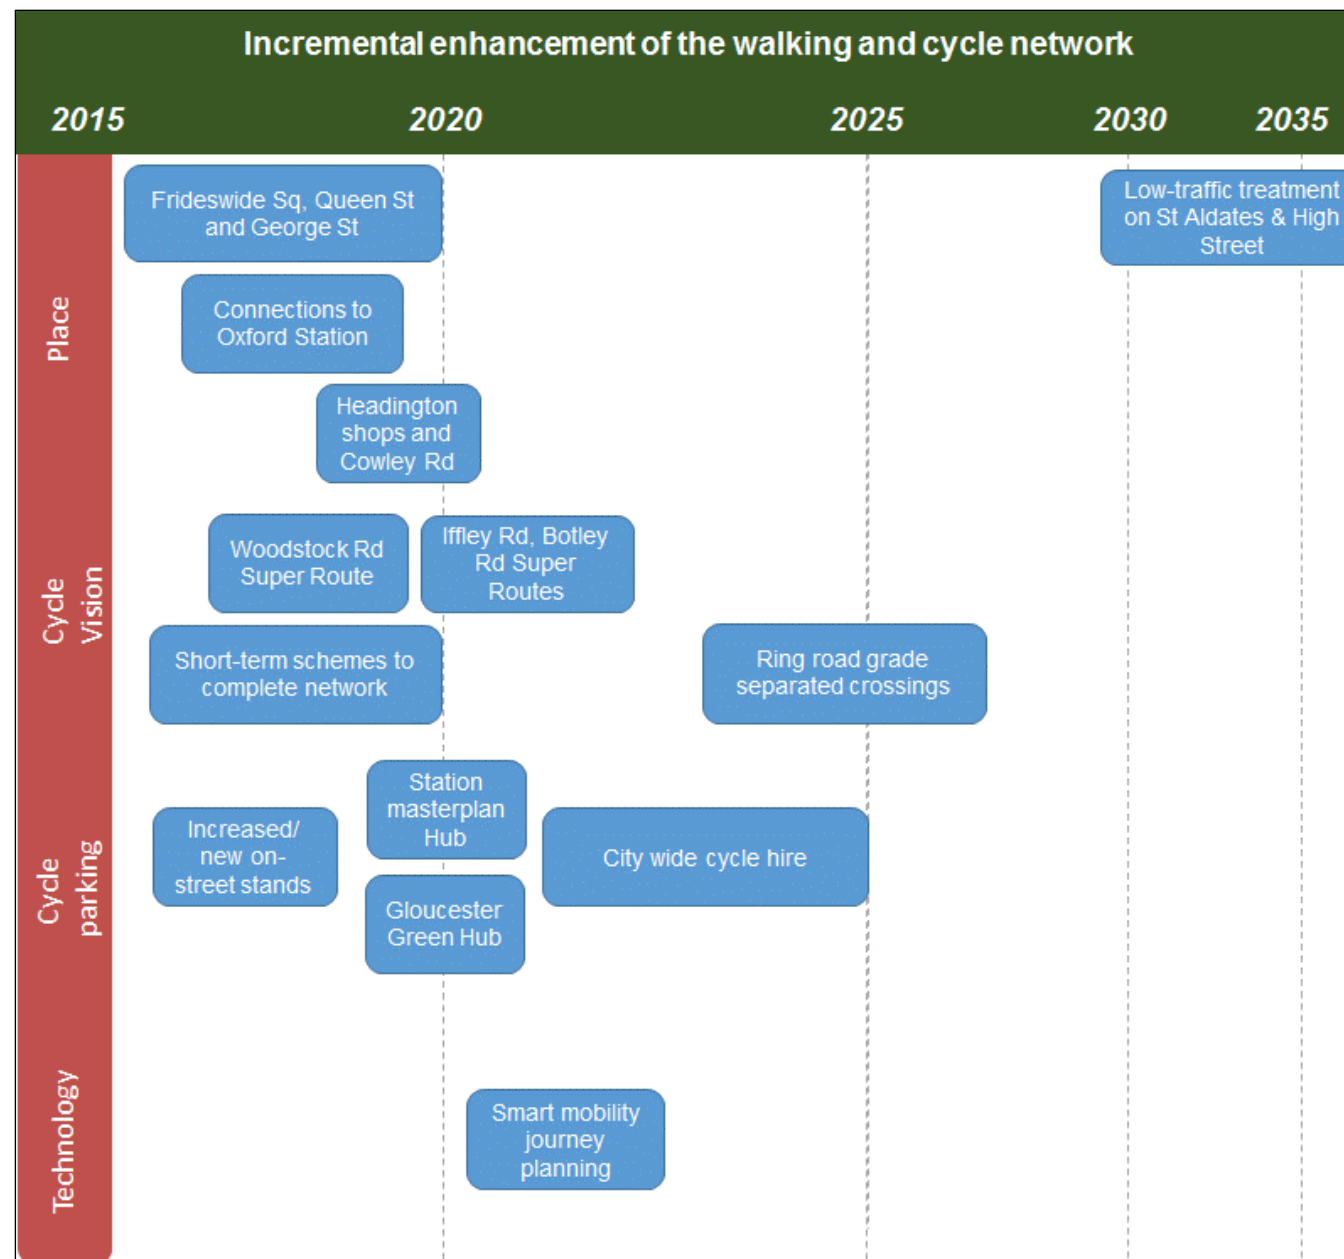 Incremental enhancement of the walking and cycle network
2015 2020 2025 2030 2035
Place
Frideswide Sq, Queen St
and George St
Low-traffic treatment
on St Aldates & High
Street
Connections to
Oxford Station
Headington
shops and
Cowley Rd
Cycle
Vision
Woodstock Rd
Super Route
Iffley Rd, Botley
Rd Super
Routes
Short-term schemes to
complete network
Ring road grade
separated crossings
Cycle
parking
Increased/
new on-
street stands
Station
masterplan
Hub
Gloucester
Green Hub
City wide cycle hire
Technology
Smart mobility
journey
planning